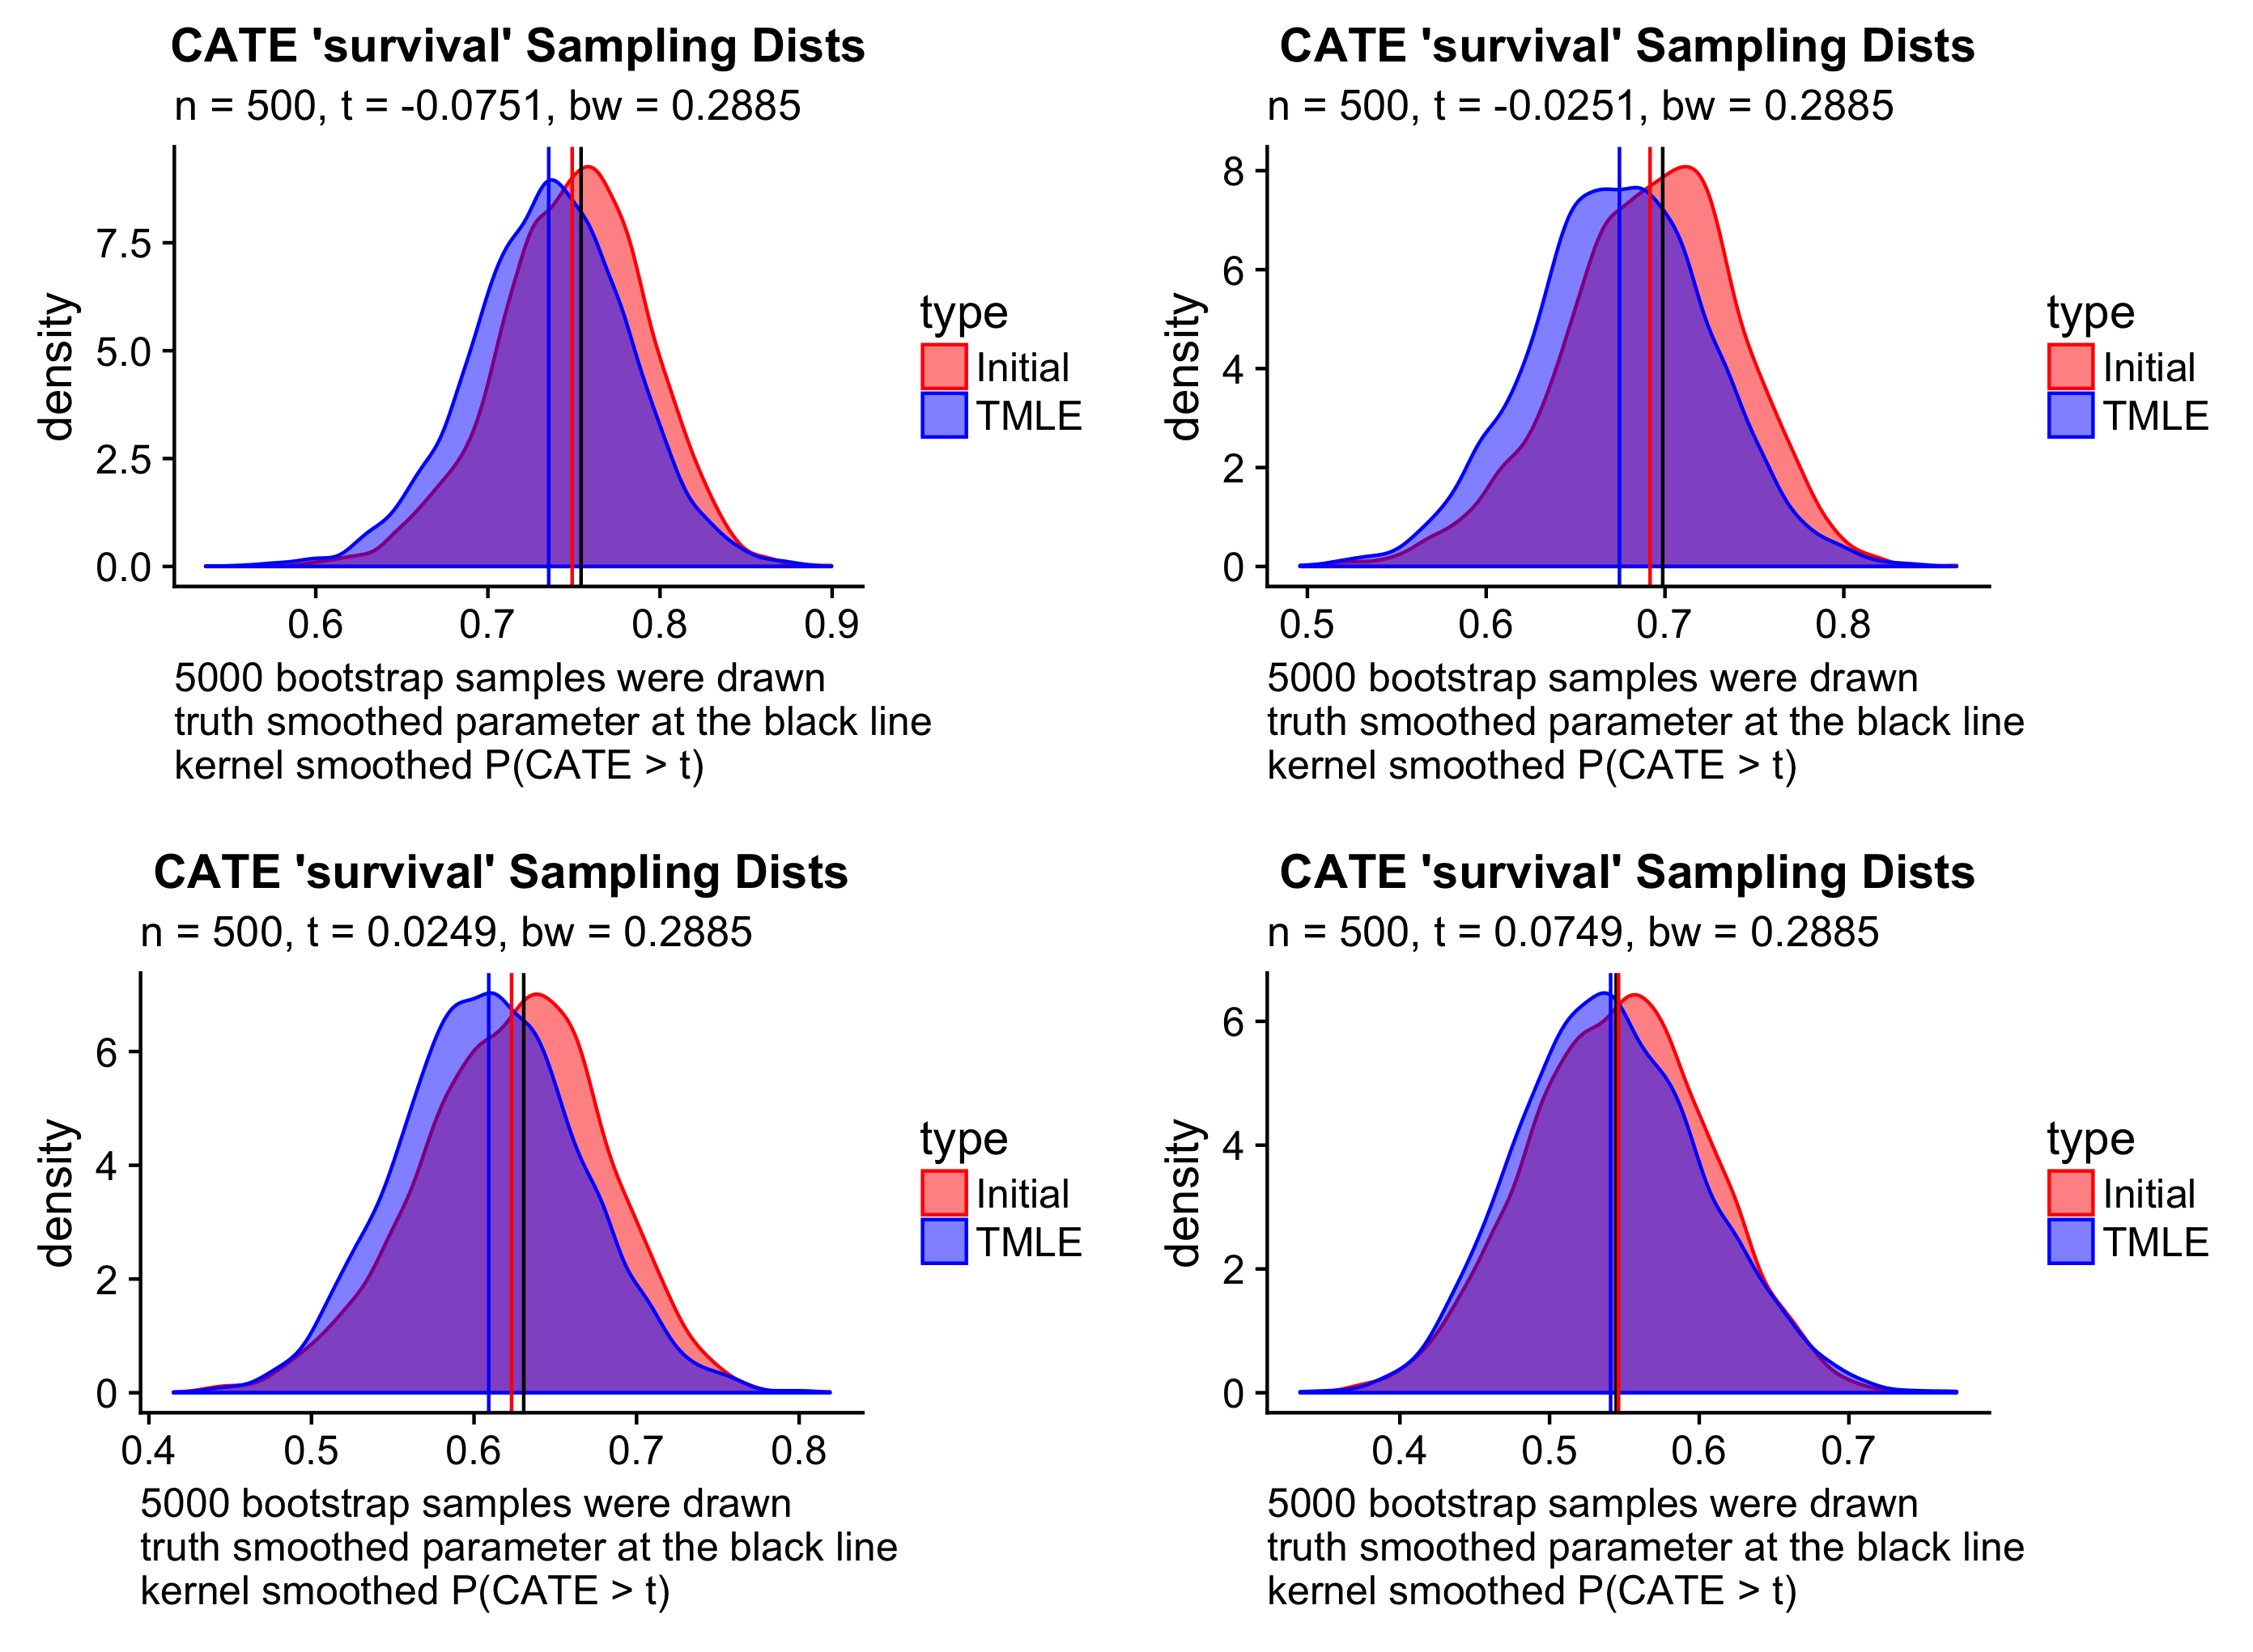 CATE 'survival' Sampling Dists
n = 500, t = -0.0751, bw = 0.2885
density
7.5
5.0
2.5
0.0
0.6 0.7 0.8 0.9
type
Initial
TMLE
5000 bootstrap samples were drawn
truth smoothed parameter at the black line
kernel smoothed P(CATE > t)
CATE 'survival' Sampling Dists
n = 500, t = -0.0251, bw = 0.2885
density
8
6
4
2
0
0.5 0.6 0.7 0.8
type
Initial
TMLE
5000 bootstrap samples were drawn
truth smoothed parameter at the black line
kernel smoothed P(CATE > t)
CATE 'survival' Sampling Dists
n = 500, t = 0.0249, bw = 0.2885
density
6
4
2
0
0.4 0.5 0.6 0.7 0.8
type
Initial
TMLE
5000 bootstrap samples were drawn
truth smoothed parameter at the black line
kernel smoothed P(CATE > t)
CATE 'survival' Sampling Dists
n = 500, t = 0.0749, bw = 0.2885
density
6
4
2
0
0.4 0.5 0.6 0.7
type
Initial
TMLE
5000 bootstrap samples were drawn
truth smoothed parameter at the black line
kernel smoothed P(CATE > t)